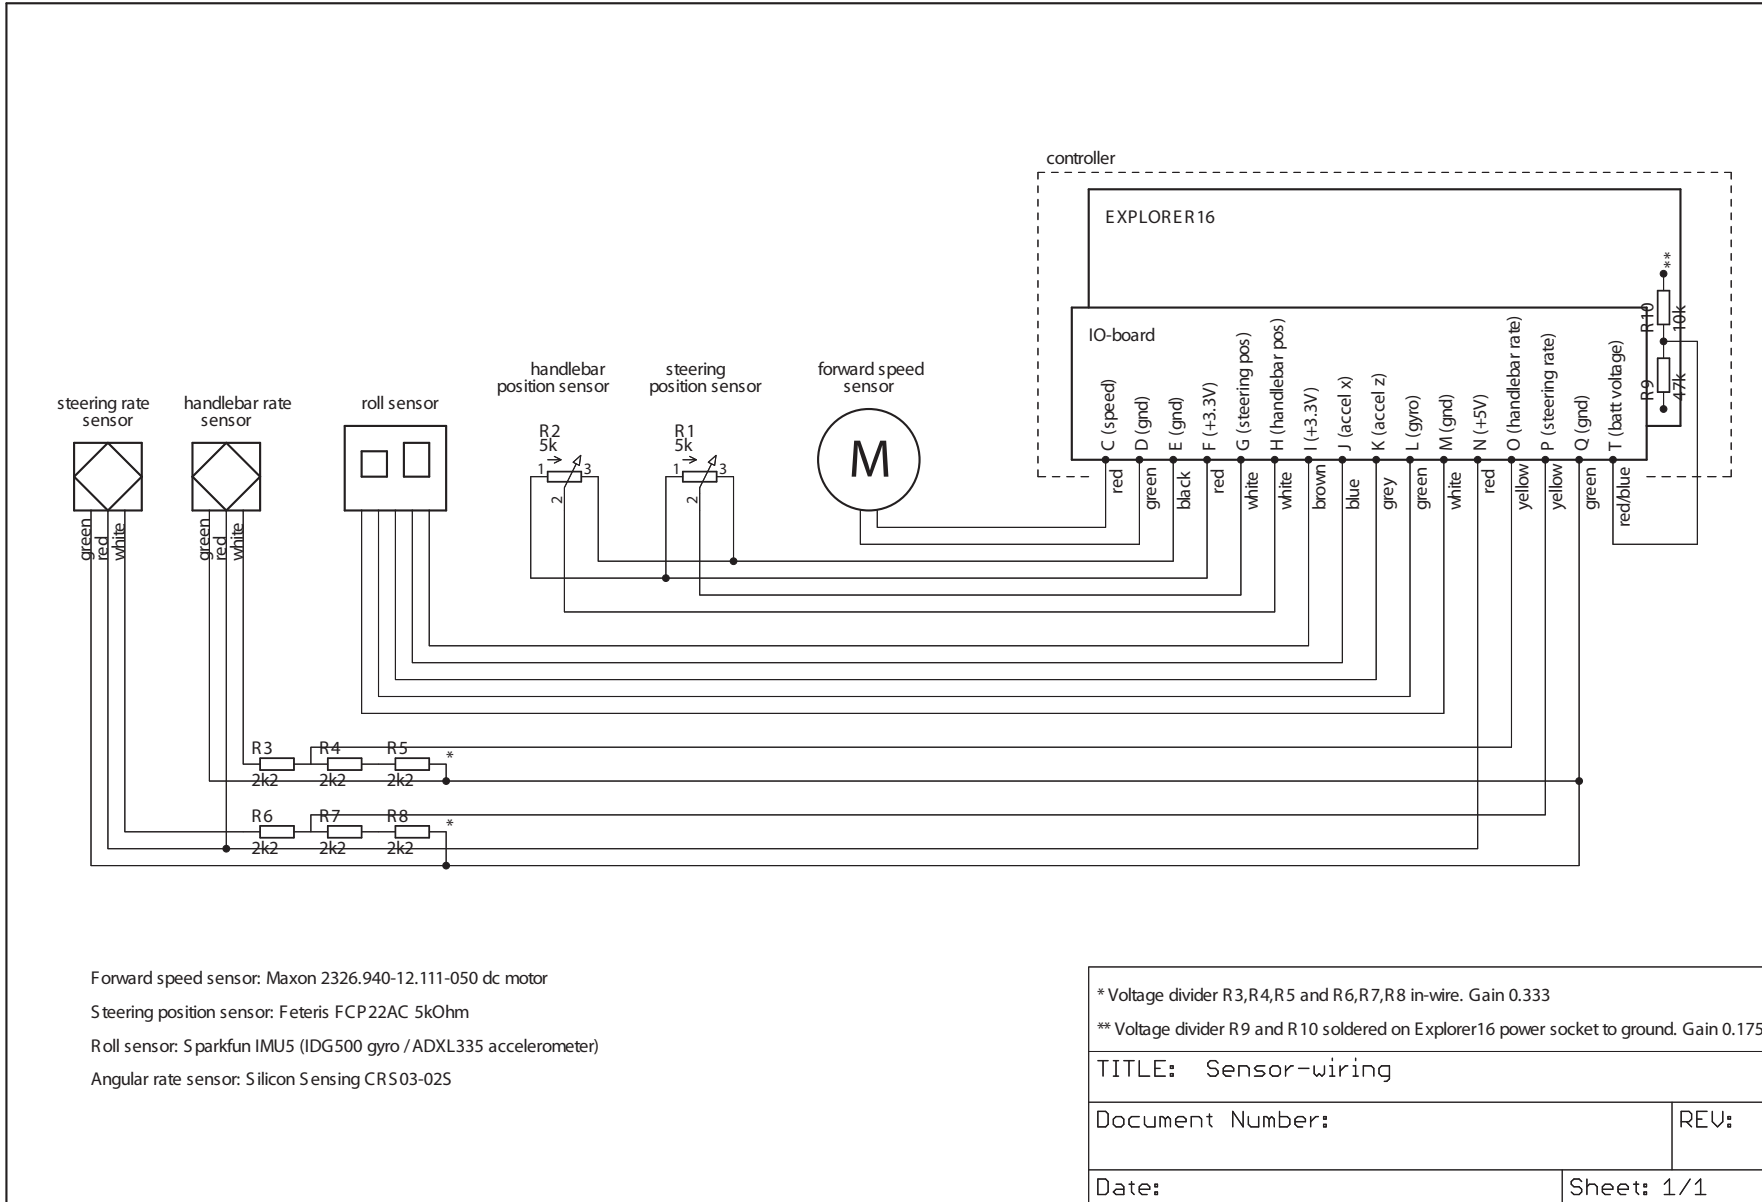 controller
EXPLORER16
**
R10
10k
IO-board
R9
47k
C (speed)
D (gnd)
E (gnd)
F (+3.3V)
G (steering pos)
H (handlebar pos)
I (+3.3V)
J (accel x)
K (accel z)
L (gyro)
M (gnd)
N (+5V)
O (handlebar rate)
P (steering rate)
Q (gnd)
T (batt voltage)
red
green
black
red
white
white
brown
blue
grey
green
white
red
yellow
yellow
green
red/blue
steering rate
sensor
handlebar rate
sensor
roll sensor
handlebar
position sensor
steering
position sensor
forward speed
sensor
R2
5k
1
3
2
R1
5k
1
3
2
M
green
red
white
green
red
white
R3
R4
R5
*
2k2
2k2
2k2
R6
R7
R8
*
2k2
2k2
2k2
Forward speed sensor: Maxon 2326.940-12.111-050 dc motor
Steering position sensor: Feteris FCP22AC 5kOhm
Roll sensor: Sparkfun IMU5 (IDG500 gyro / ADXL335 accelerometer)
Angular rate sensor: Silicon Sensing CRS03-02S
* Voltage divider R3,R4,R5 and R6,R7,R8 in-wire. Gain 0.333
** Voltage divider R9 and R10 soldered on Explorer16 power socket to ground. Gain 0.175
TITLE: Sensor-wiring
Document Number:
REV:
Date:
Sheet: 1/1